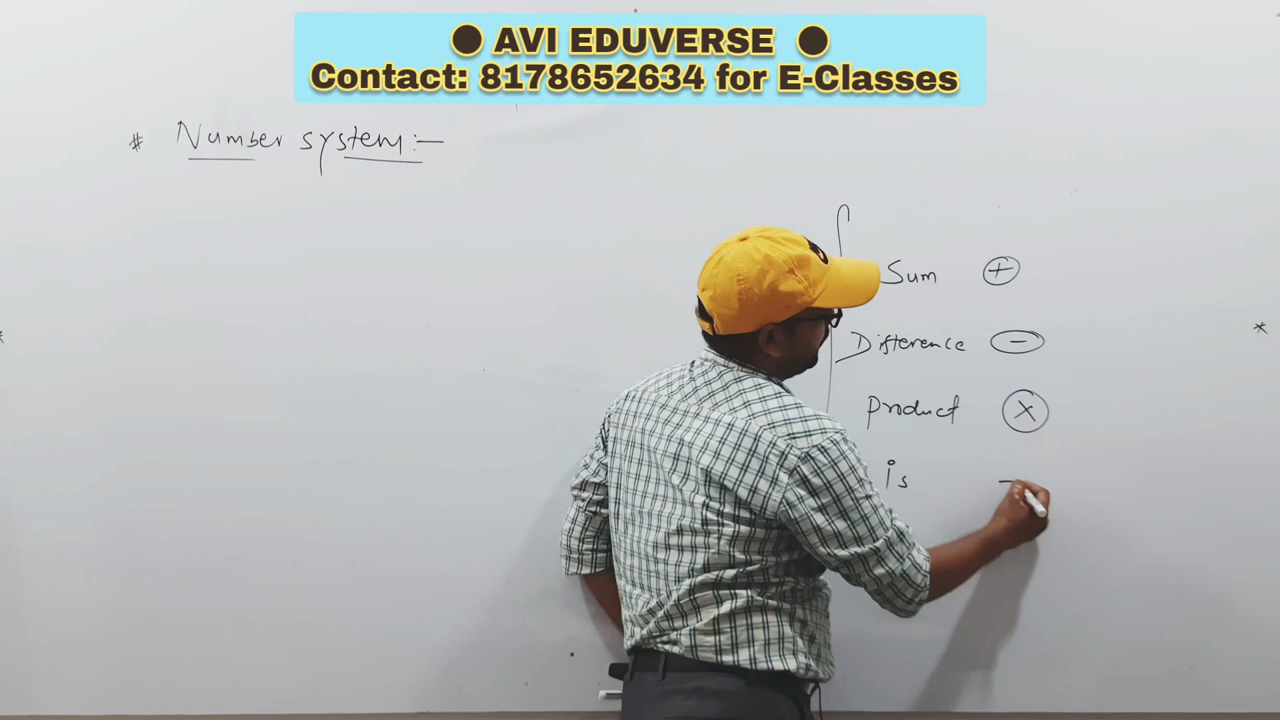 ● AVI EDUVERSE ●
Contact: 8178652634 for E-Classes
# Number system:-
Sum +
Difference -
Product ×
is -